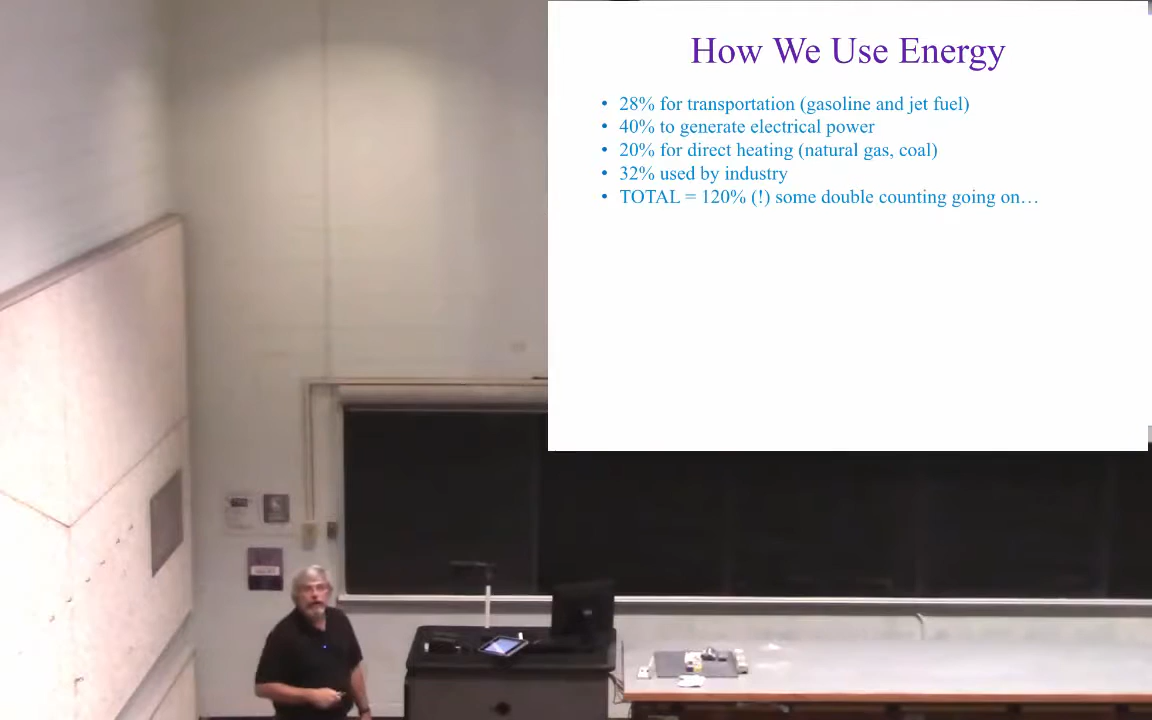 How We Use Energy
• 28% for transportation (gasoline and jet fuel)
• 40% to generate electrical power
• 20% for direct heating (natural gas, coal)
• 32% used by industry
• TOTAL = 120% (!) some double counting going on…